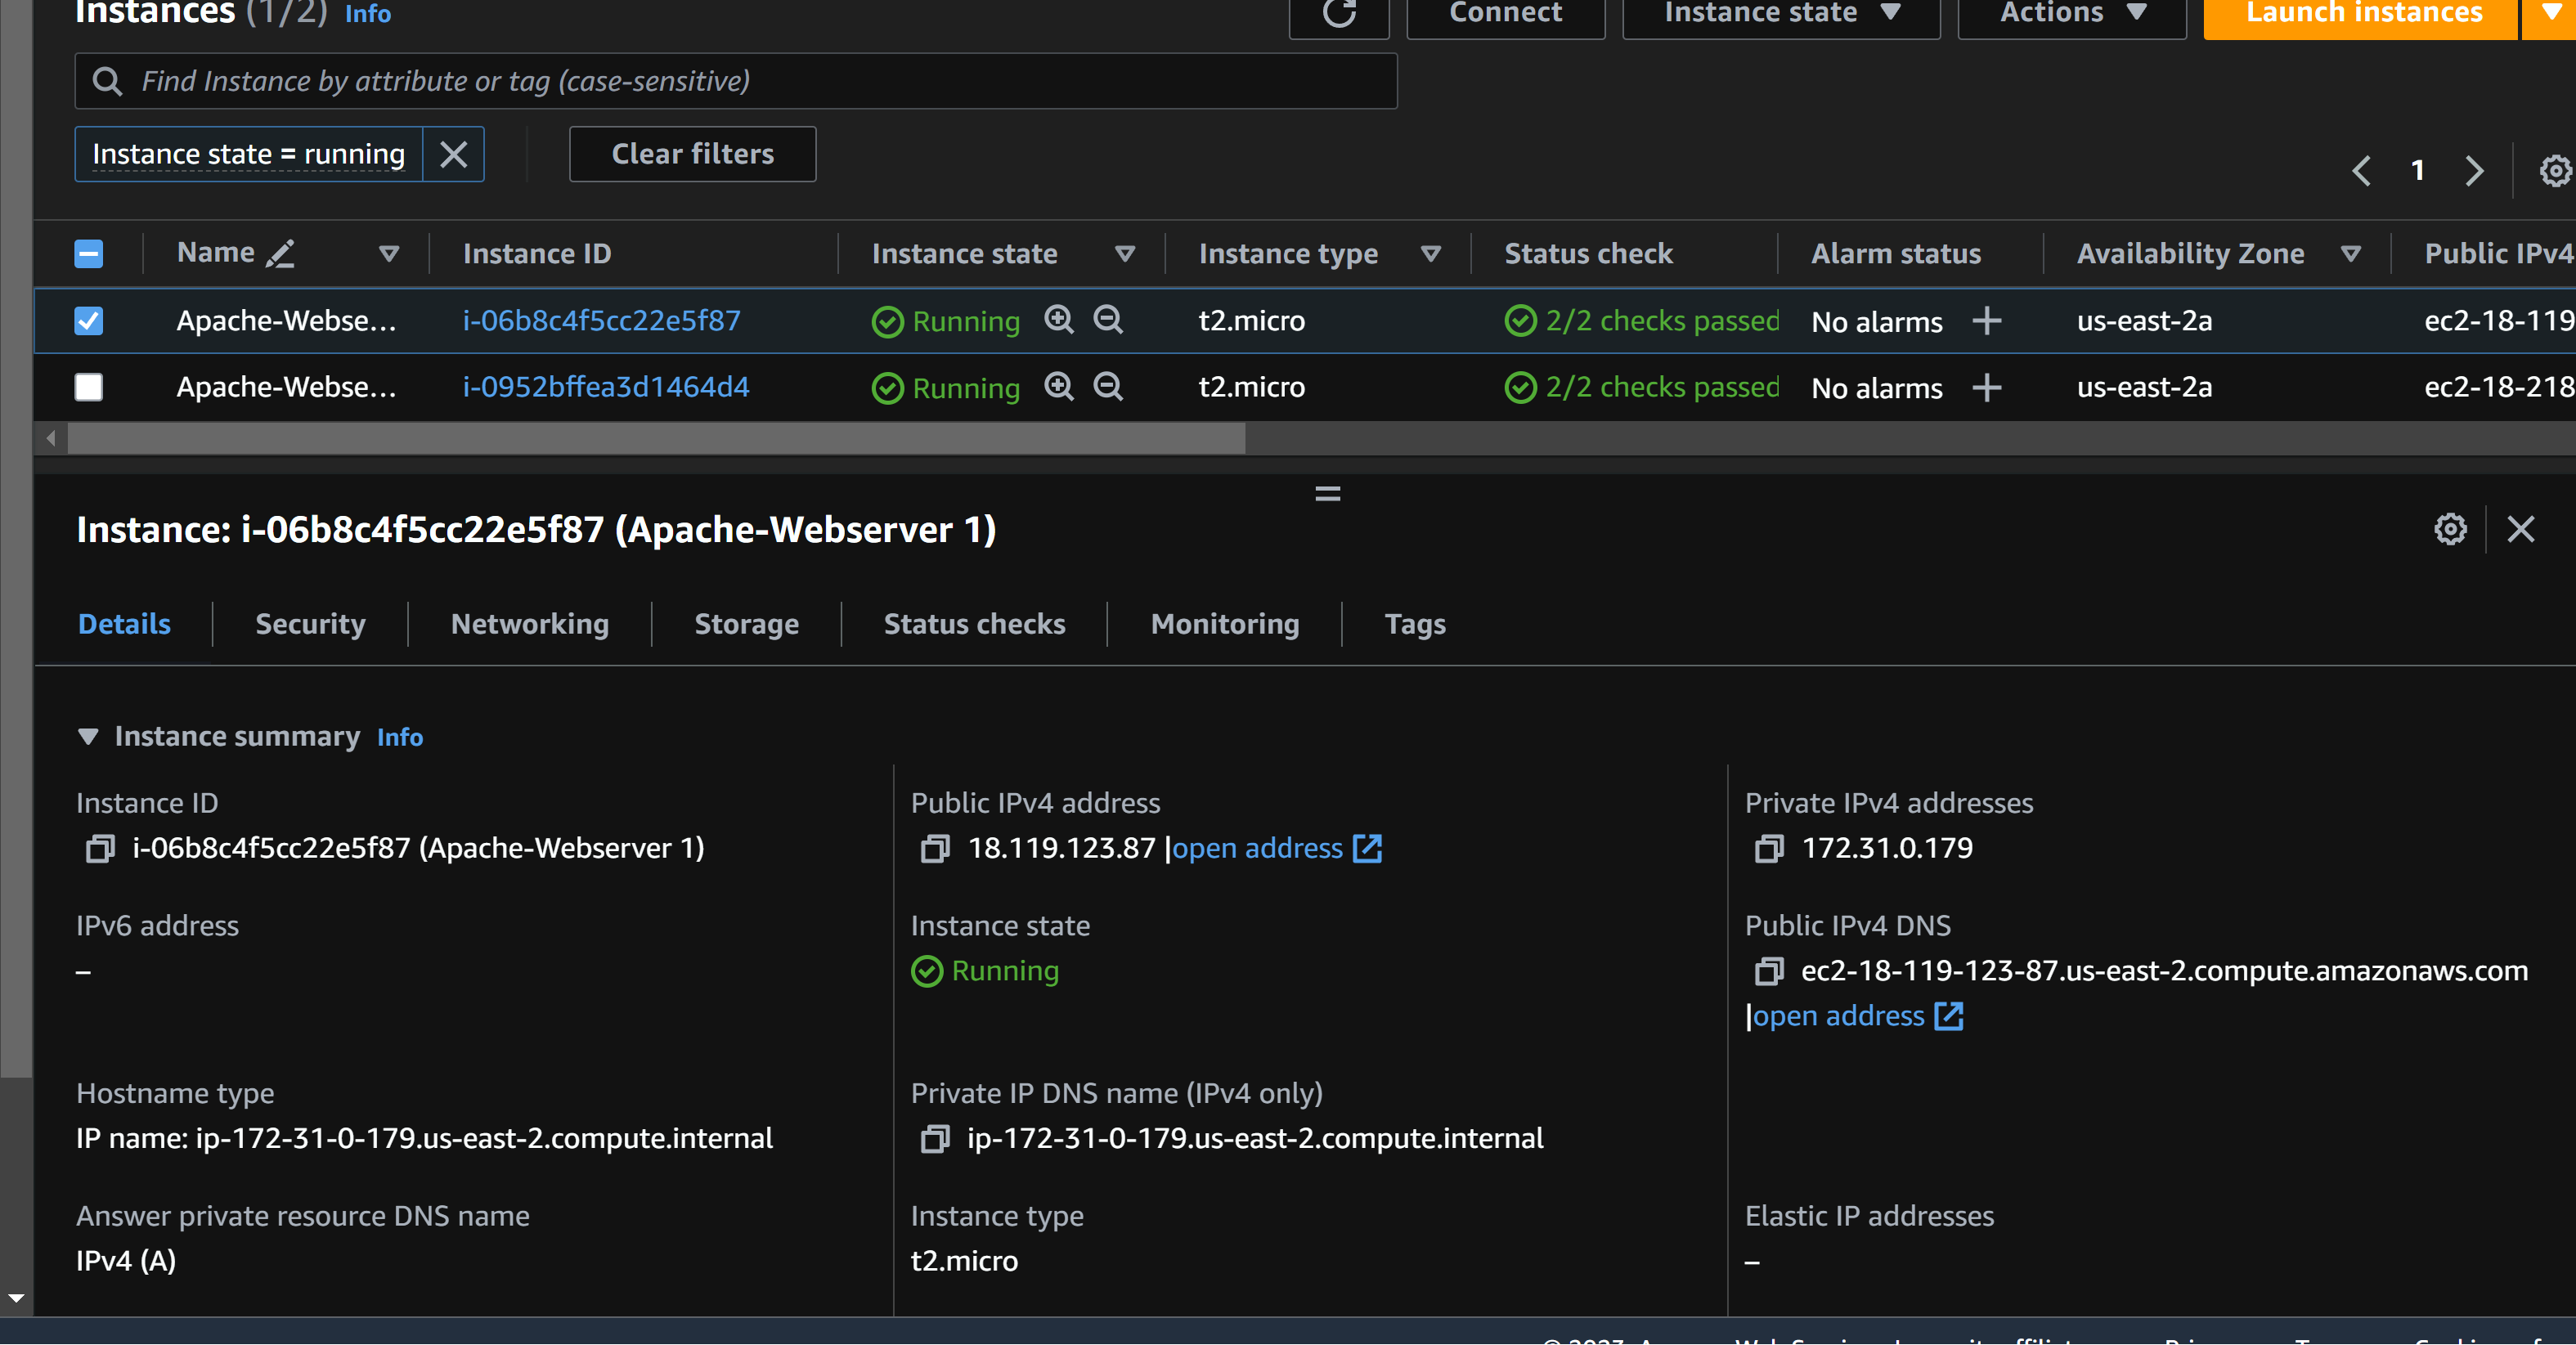 Instances (1/2) Info
Connect
Instance state
Actions
Launch instances
Find Instance by attribute or tag (case-sensitive)
Instance state = running
Clear filters
1
Name Instance ID Instance state Instance type Status check Alarm status Availability Zone Public IPv4
Apache-Webse... i-06b8c4f5cc22e5f87 Running t2.micro 2/2 checks passed No alarms us-east-2a ec2-18-119
Apache-Webse... i-0952bffea3d1464d4 Running t2.micro 2/2 checks passed No alarms us-east-2a ec2-18-218
Instance: i-06b8c4f5cc22e5f87 (Apache-Webserver 1)
Details Security Networking Storage Status checks Monitoring Tags
Instance summary Info
Instance ID
i-06b8c4f5cc22e5f87 (Apache-Webserver 1)
Public IPv4 address
18.119.123.87 |open address
Private IPv4 addresses
172.31.0.179
IPv6 address
–
Instance state
Running
Public IPv4 DNS
ec2-18-119-123-87.us-east-2.compute.amazonaws.com
|open address
Hostname type
IP name: ip-172-31-0-179.us-east-2.compute.internal
Private IP DNS name (IPv4 only)
ip-172-31-0-179.us-east-2.compute.internal
Answer private resource DNS name
IPv4 (A)
Instance type
t2.micro
Elastic IP addresses
–